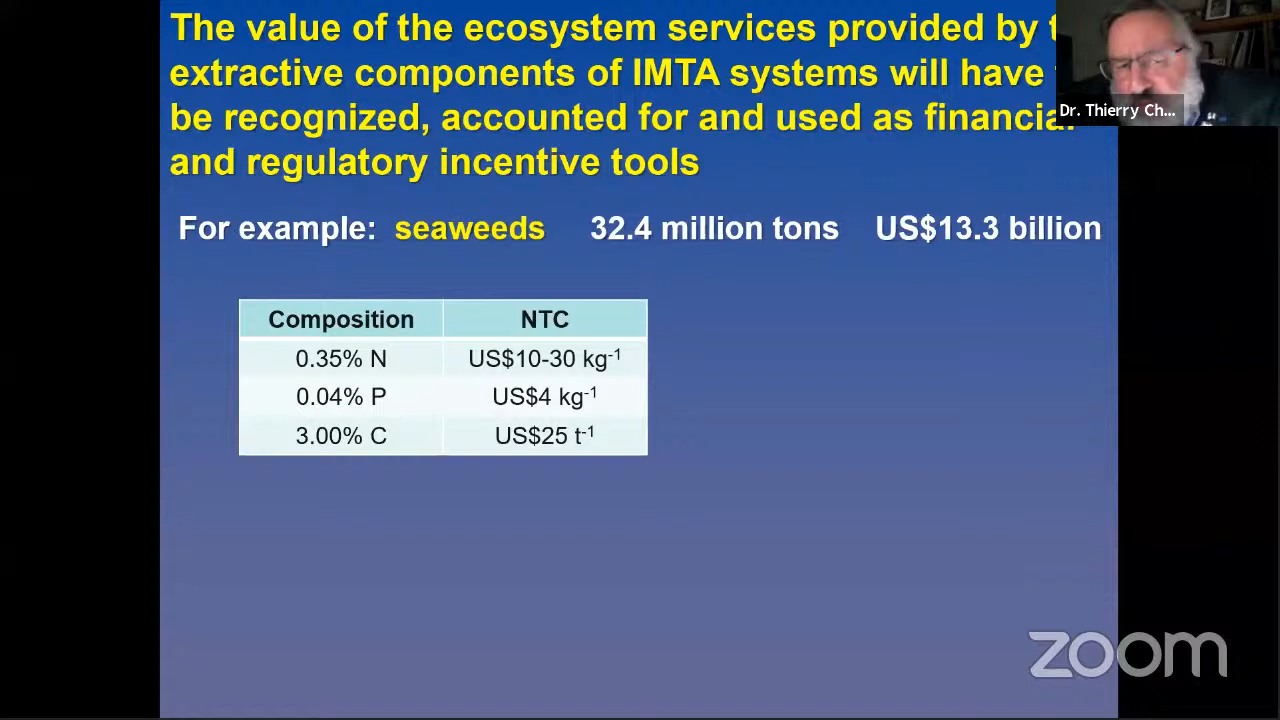 The value of the ecosystem services provided by
extractive components of IMTA systems will have
be recognized, accounted for and used as financial
and regulatory incentive tools
Dr. Thierry Ch...
For example: seaweeds 32.4 million tons US$13.3 billion
Composition NTC
0.35% N US$10-30 kg-1
0.04% P US$4 kg-1
3.00% C US$25 t-1
zoom